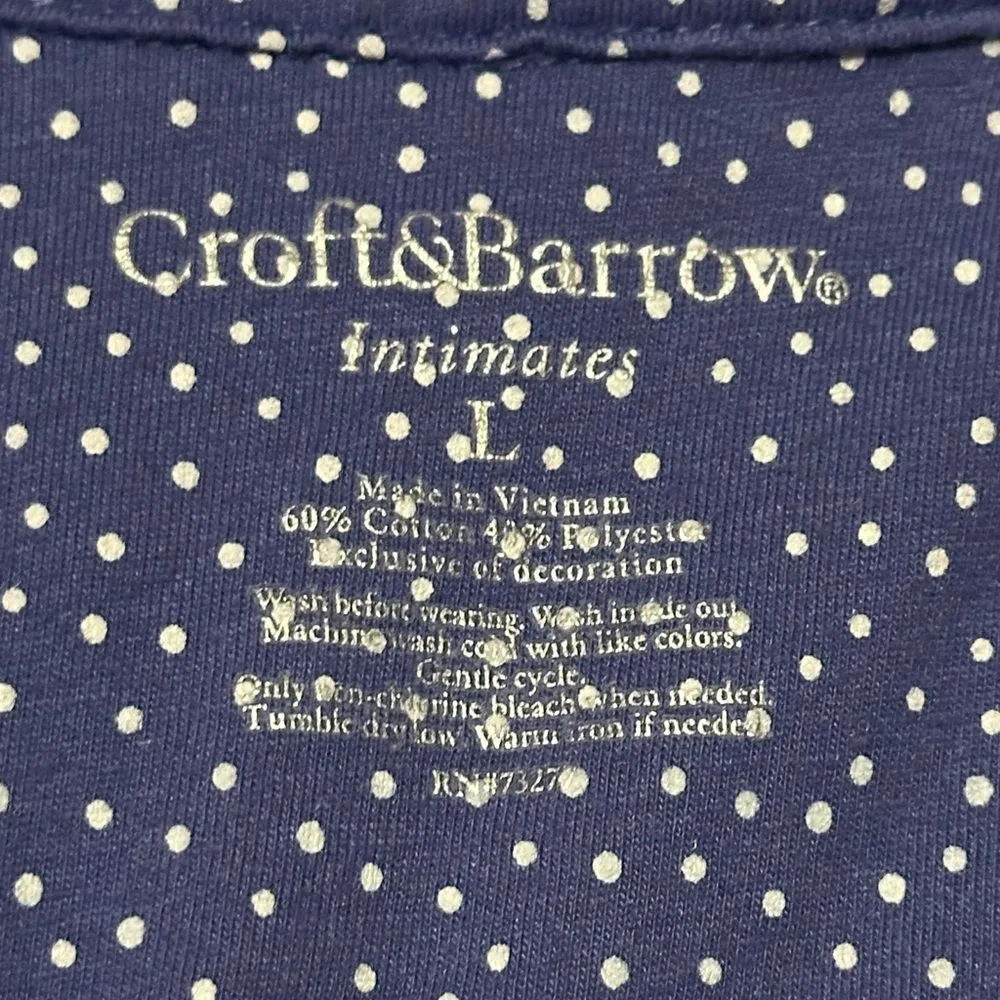 Croft&Barrow®
Intimates
L
Made in Vietnam
60% Cotton 40% Polyester
Exclusive of decoration
Wash before wearing. Wash inside out.
Machine wash cold with like colors.
Gentle cycle.
Only non-chlorine bleach when needed.
Tumble dry low. Warm iron if needed.